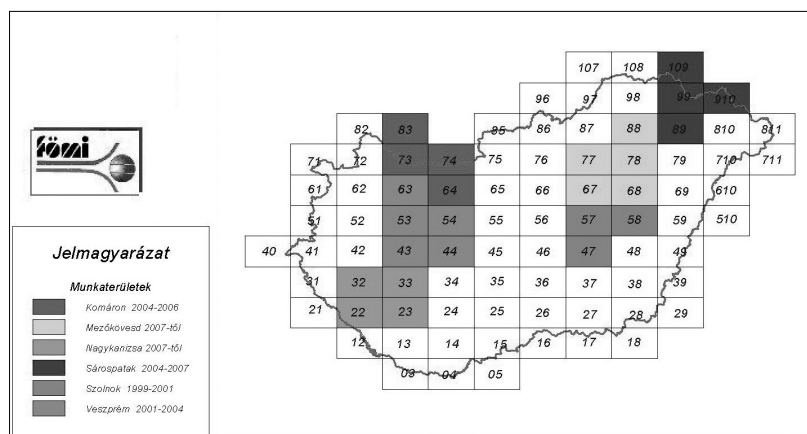 107 108 109
96 97 98 99 910
82 83 85 86 87 88 89 810 811
fömi
71 72 73 74 75 76 77 78 79 710 711
61 62 63 64 65 66 67 68 69 610
51 52 53 54 55 56 57 58 59 510
40 41 42 43 44 45 46 47 48 49
31 32 33 34 35 36 37 38 39
21 22 23 24 25 26 27 28 29
12 13 14 15 16 17 18
03 04 05
Jelmagyarázat
Munkaterületek
Komáron 2004-2006
Mezőkövesd 2007-től
Nagykanizsa 2007-től
Sárospatak 2004-2007
Szolnok 1999-2001
Veszprém 2001-2004